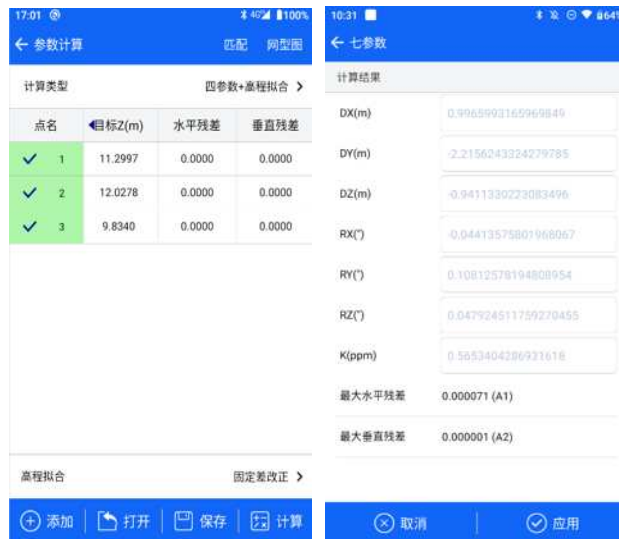 17:01 100%
参数计算 匹配 网型图
计算类型 四参数+高程拟合
点名 目标Z(m) 水平残差 垂直残差
1 11.2997 0.0000 0.0000
2 12.0278 0.0000 0.0000
3 9.8340 0.0000 0.0000
高程拟合 固定差改正
添加 打开 保存 计算
10:31 64%
七参数
计算结果
DX(m) 0.9965993165969849
DY(m) -2.2156243324279785
DZ(m) -0.9411330223083496
RX(") -0.04413575801968067
RY(") 0.10812578194808954
RZ(") 0.047924511759270455
K(ppm) 0.5653404286931618
最大水平残差 0.000071 (A1)
最大垂直残差 0.000001 (A2)
取消 应用